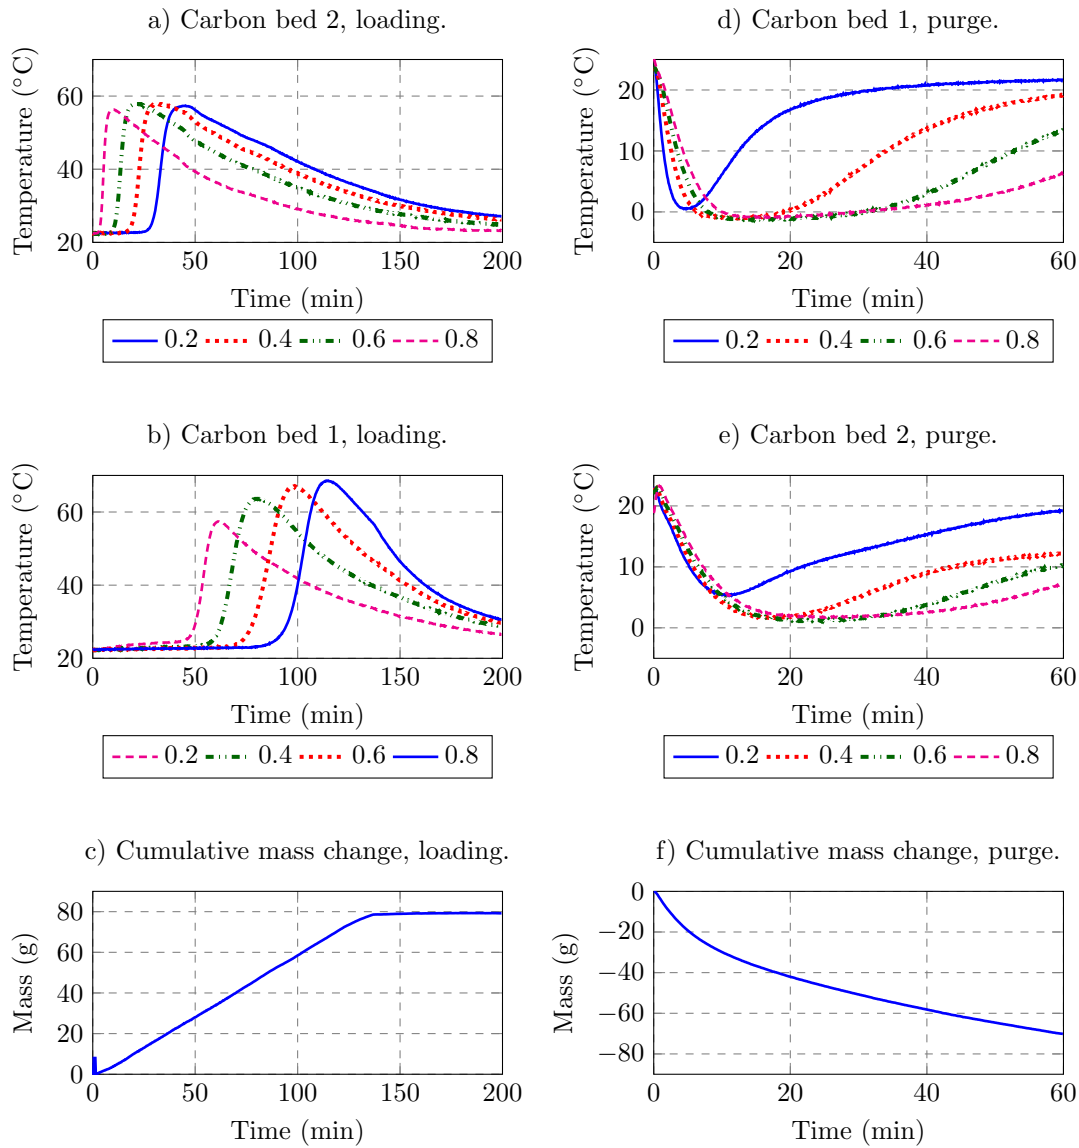 a) Carbon bed 2, loading.
Temperature (°C)
60
40
20
0 50 100 150 200
Time (min)
0.2 0.4 0.6 0.8
d) Carbon bed 1, purge.
Temperature (°C)
20
10
0
0 20 40 60
Time (min)
0.2 0.4 0.6 0.8
b) Carbon bed 1, loading.
Temperature (°C)
60
40
20
0 50 100 150 200
Time (min)
0.2 0.4 0.6 0.8
e) Carbon bed 2, purge.
Temperature (°C)
20
10
0
0 20 40 60
Time (min)
0.2 0.4 0.6 0.8
c) Cumulative mass change, loading.
Mass (g)
80
60
40
20
0
0 50 100 150 200
Time (min)
f) Cumulative mass change, purge.
Mass (g)
0
−20
−40
−60
−80
0 20 40 60
Time (min)